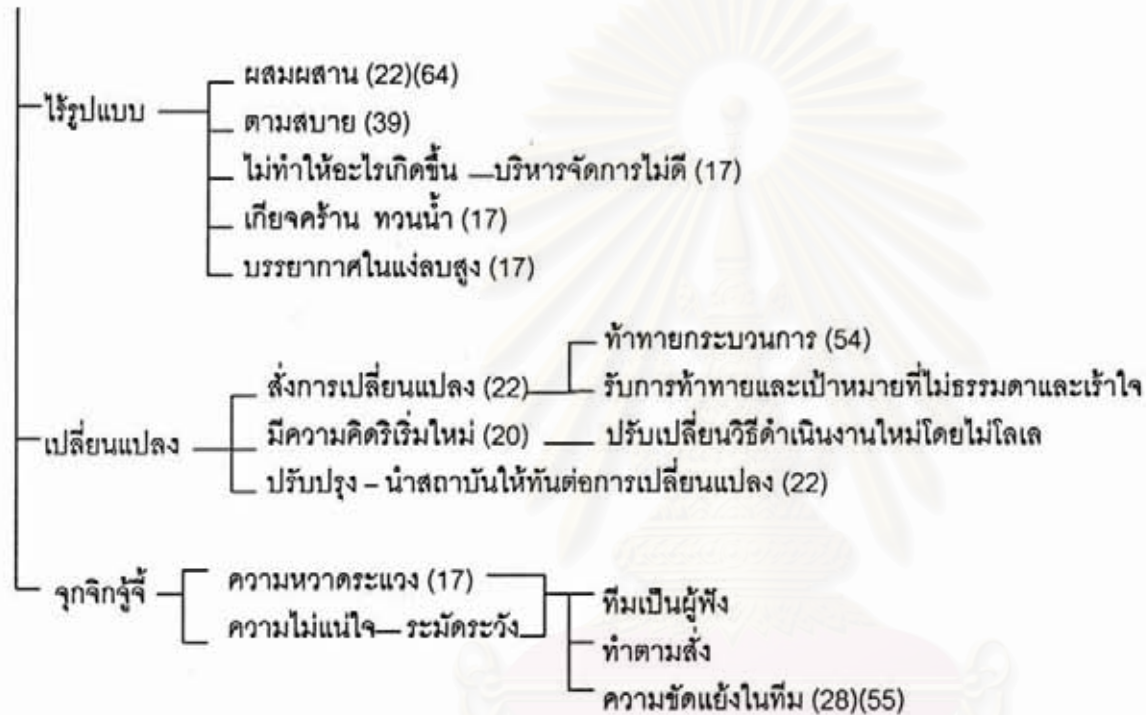 ผสมผสาน (22)(64)
ไร้รูปแบบ
ตามสบาย (39)
ไม่ทำให้อะไรเกิดขึ้น — บริหารจัดการไม่ดี (17)
เกียจคร้าน ทวนน้ำ (17)
บรรยากาศในแง่ลบสูง (17)
ท้าทายกระบวนการ (54)
สั่งการเปลี่ยนแปลง (22) รับการท้าทายและเป้าหมายที่ไม่ธรรมดาและเร้าใจ
เปลี่ยนแปลง มีความคิดริเริ่มใหม่ (20) ปรับเปลี่ยนวิธีดำเนินงานใหม่โดยไม่โลเล
ปรับปรุง – นำสถาบันให้ทันต่อการเปลี่ยนแปลง (22)
จุกจิกจู้จี้ ความหวาดระแวง (17)
ทีมเป็นผู้ฟัง
ความไม่แน่ใจ — ระมัดระวัง
ทำตามสั่ง
ความขัดแย้งในทีม (28)(55)